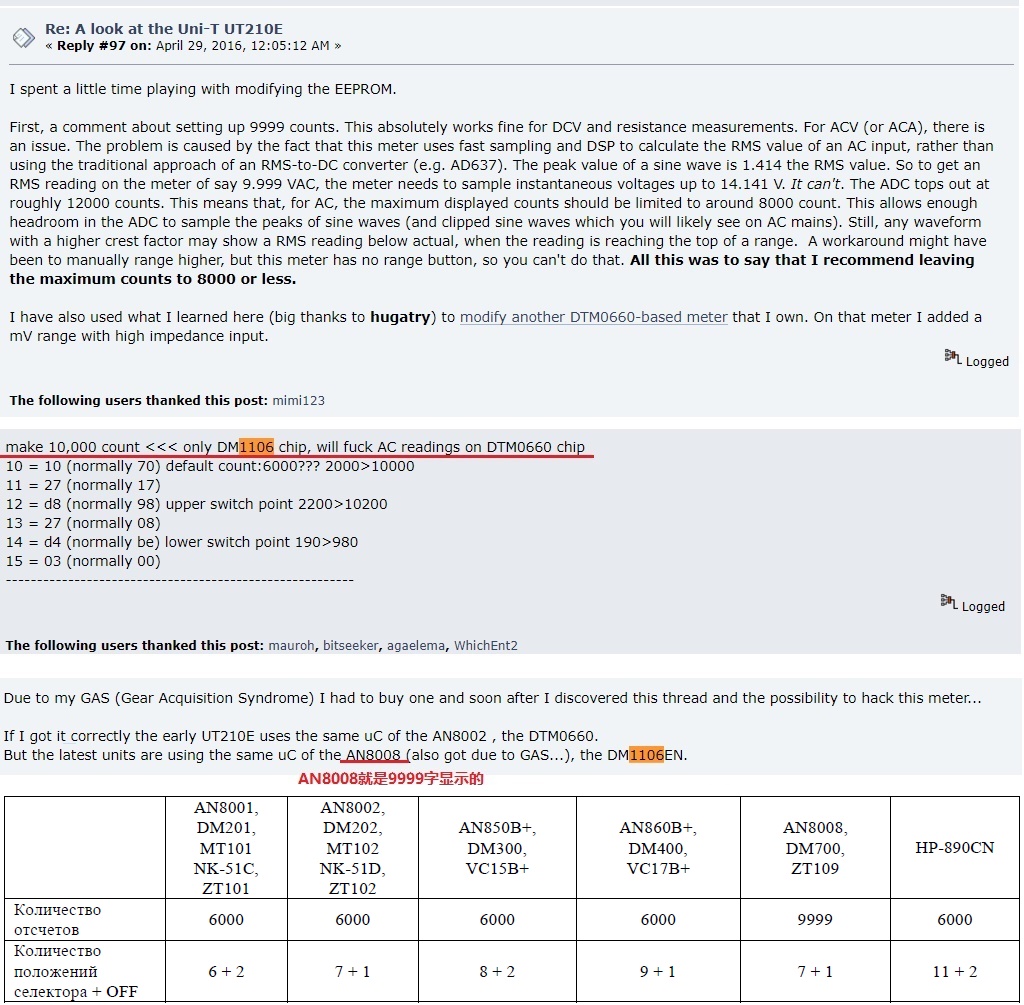 Re: A look at the Uni-T UT210E
« Reply #97 on: April 29, 2016, 12:05:12 AM »
I spent a little time playing with modifying the EEPROM.
First, a comment about setting up 9999 counts. This absolutely works fine for DCV and resistance measurements. For ACV (or ACA), there is
an issue. The problem is caused by the fact that this meter uses fast sampling and DSP to calculate the RMS value of an AC input, rather than
using the traditional approach of an RMS-to-DC converter (e.g. AD637). The peak value of a sine wave is 1.414 the RMS value. So to get an
RMS reading on the meter of say 9.999 VAC, the meter needs to sample instantaneous voltages up to 14.141 V. It can't. The ADC tops out at
roughly 12000 counts. This means that, for AC, the maximum displayed counts should be limited to around 8000 count. This allows enough
headroom in the ADC to sample the peaks of sine waves (and clipped sine waves which you will likely see on AC mains). Still, any waveform
with a higher crest factor may show a RMS reading below actual, when the reading is reaching the top of a range.  A workaround might have
been to manually range higher, but this meter has no range button, so you can't do that. All this was to say that I recommend leaving
the maximum counts to 8000 or less.
I have also used what I learned here (big thanks to hugatry) to modify another DTM0660-based meter that I own. On that meter I added a
mV range with high impedance input.
Logged
The following users thanked this post: mimi123
make 10,000 count <<< only DM1106 chip, will fuck AC readings on DTM0660 chip
10 = 10 (normally 70) default count:6000??? 2000>10000
11 = 27 (normally 17)
12 = d8 (normally 98) upper switch point 2200>10200
13 = 27 (normally 08)
14 = d4 (normally be) lower switch point 190>980
15 = 03 (normally 00)
--------------------------------------------------------
Logged
The following users thanked this post: mauroh, bitseeker, agaelema, WhichEnt2
Due to my GAS (Gear Acquisition Syndrome) I had to buy one and soon after I discovered this thread and the possibility to hack this meter...
If I got it correctly the early UT210E uses the same uC of the AN8002 , the DTM0660.
But the latest units are using the same uC of the AN8008 (also got due to GAS...), the DM1106EN.
AN8008就是9999字显示的
AN8001,
DM201,
MT101
NK-51C,
ZT101
AN8002,
DM202,
MT102
NK-51D,
ZT102
AN850B+,
DM300,
VC15B+
AN860B+,
DM400,
VC17B+
AN8008,
DM700,
ZT109
HP-890CN
Количество
отсчетов
6000
6000
6000
6000
9999
6000
Количество
положений
селектора + OFF
6 + 2
7 + 1
8 + 2
9 + 1
7 + 1
11 + 2